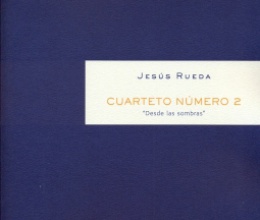 JESÚS RUEDA
CUARTETO NÚMERO 2
"Desde las sombras"